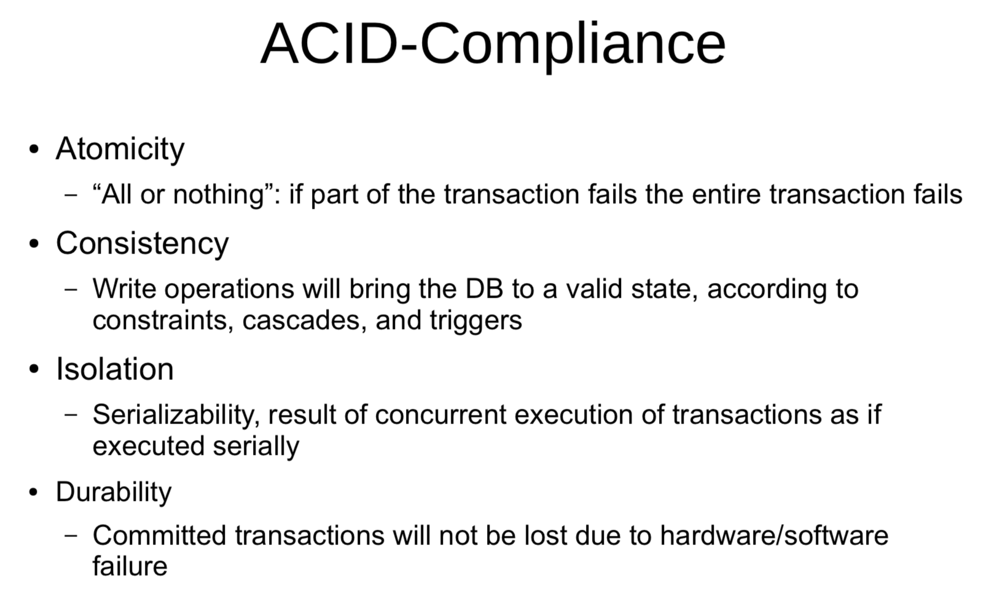 ACID-Compliance
• Atomicity
– “All or nothing”: if part of the transaction fails the entire transaction fails
• Consistency
– Write operations will bring the DB to a valid state, according to
constraints, cascades, and triggers
• Isolation
– Serializability, result of concurrent execution of transactions as if
executed serially
• Durability
– Committed transactions will not be lost due to hardware/software
failure